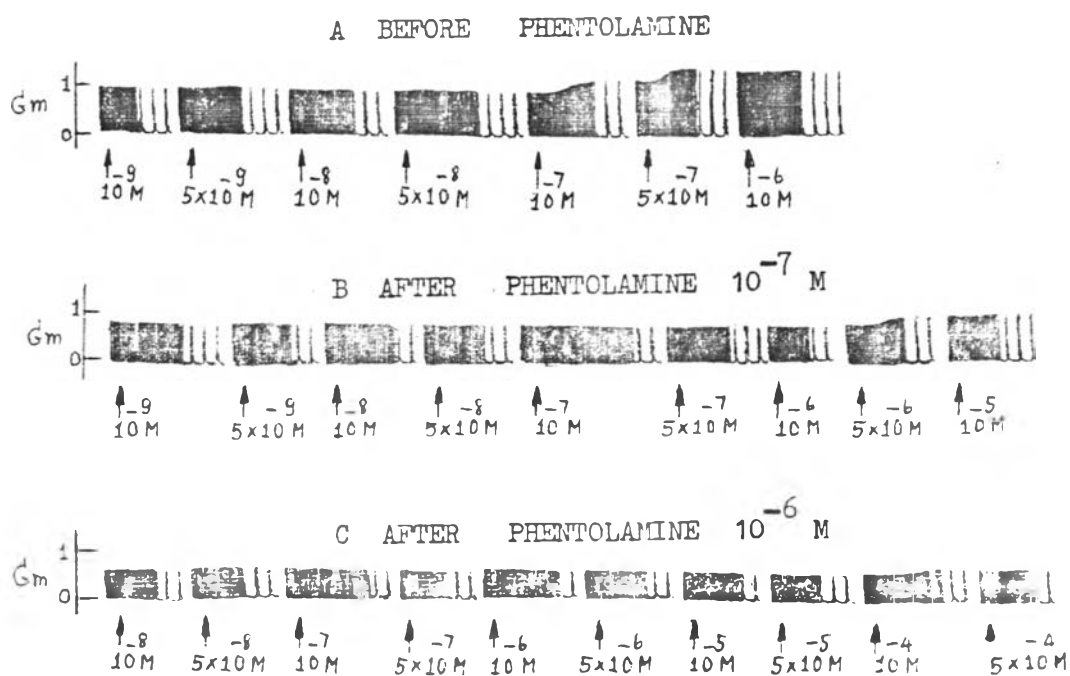 A BEFORE PHENTOLAMINE
1
Gm
0
-9 -9 -8 -8 -7 -7 -6
10 M 5x10 M 10 M 5x10 M 10 M 5x10 M 10 M
B AFTER PHENTOLAMINE 10-7 M
1
Gm
0
-9 -9 -8 -8 -7 -7 -6 -6 -5
10 M 5x10 M 10 M 5x10 M 10 M 5x10 M 10 M 5x10 M 10 M
C AFTER PHENTOLAMINE 10-6 M
1
Gm
0
-8 -8 -7 -7 -6 -6 -5 -5 -4 -4
10 M 5x10 M 10 M 5x10 M 10 M 5x10 M 10 M 5x10 M 10 M 5x10 M